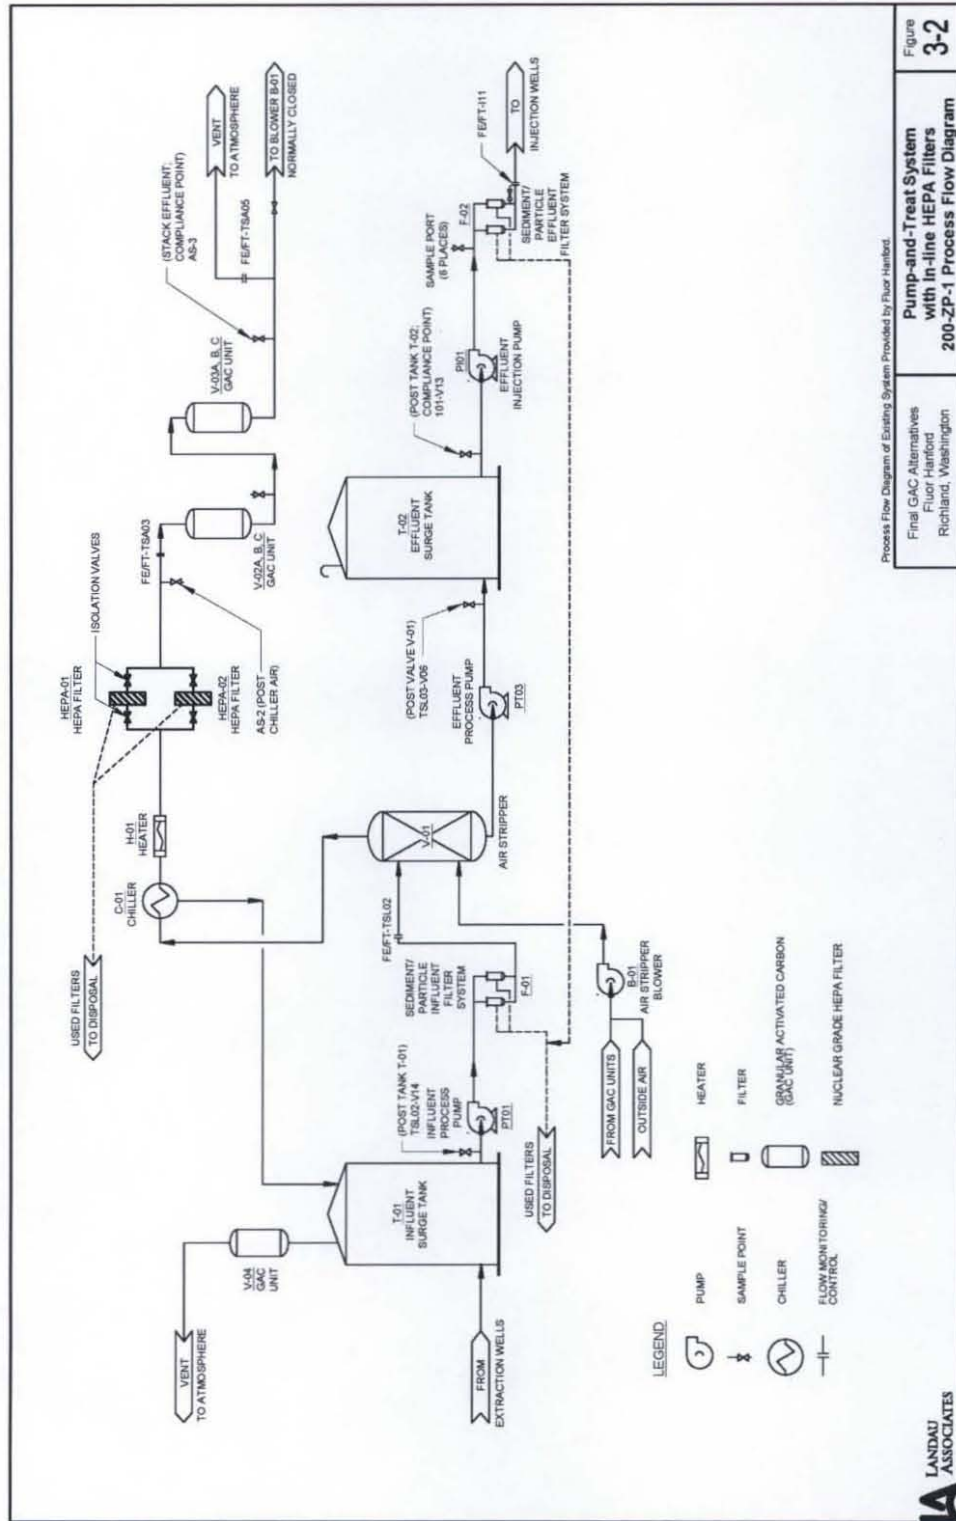 VENT
TO ATMOSPHERE
V-04
GAC
UNIT
FROM
EXTRACTION WELLS
T-01
INFLUENT
SURGE TANK
(POST TANK T-01)
TSL02-V14
INFLUENT
PROCESS
PUMP
PT01
USED FILTERS
TO DISPOSAL
SEDIMENT/
PARTICLE
INFLUENT
FILTER
SYSTEM
F-01
FE/FT-TSL02
FROM GAC UNITS
OUTSIDE AIR
B-01
AIR STRIPPER
BLOWER
V-01
AIR STRIPPER
USED FILTERS
TO DISPOSAL
C-01
CHILLER
H-01
HEATER
HEPA-01
HEPA FILTER
ISOLATION VALVES
HEPA-02
HEPA FILTER
AS-2 (POST
CHILLER AIR)
FE/FT-TSA03
V-02A, B, C
GAC UNIT
V-03A, B, C
GAC UNIT
(STACK EFFLUENT;
COMPLIANCE POINT)
AS-3
FE/FT-TSA05
VENT
TO ATMOSPHERE
TO BLOWER B-01
NORMALLY CLOSED
EFFLUENT
PROCESS PUMP
PT03
(POST VALVE V-01)
TSL03-V06
T-02
EFFLUENT
SURGE TANK
(POST TANK T-02;
COMPLIANCE POINT)
101-V13
PI01
EFFLUENT
INJECTION PUMP
SAMPLE PORT
(6 PLACES)
F-02
SEDIMENT/
PARTICLE
EFFLUENT
FILTER SYSTEM
FE/FT-I11
TO
INJECTION WELLS
LEGEND
PUMP
SAMPLE POINT
CHILLER
FLOW MONITORING/
CONTROL
HEATER
FILTER
GRANULAR ACTIVATED CARBON
(GAC UNIT)
NUCLEAR GRADE HEPA FILTER
Process Flow Diagram of Existing System Provided by Fluor Hanford.
LANDAU
ASSOCIATES
Final GAC Alternatives
Fluor Hanford
Richland, Washington
Pump-and-Treat System
with In-line HEPA Filters
200-ZP-1 Process Flow Diagram
Figure
3-2